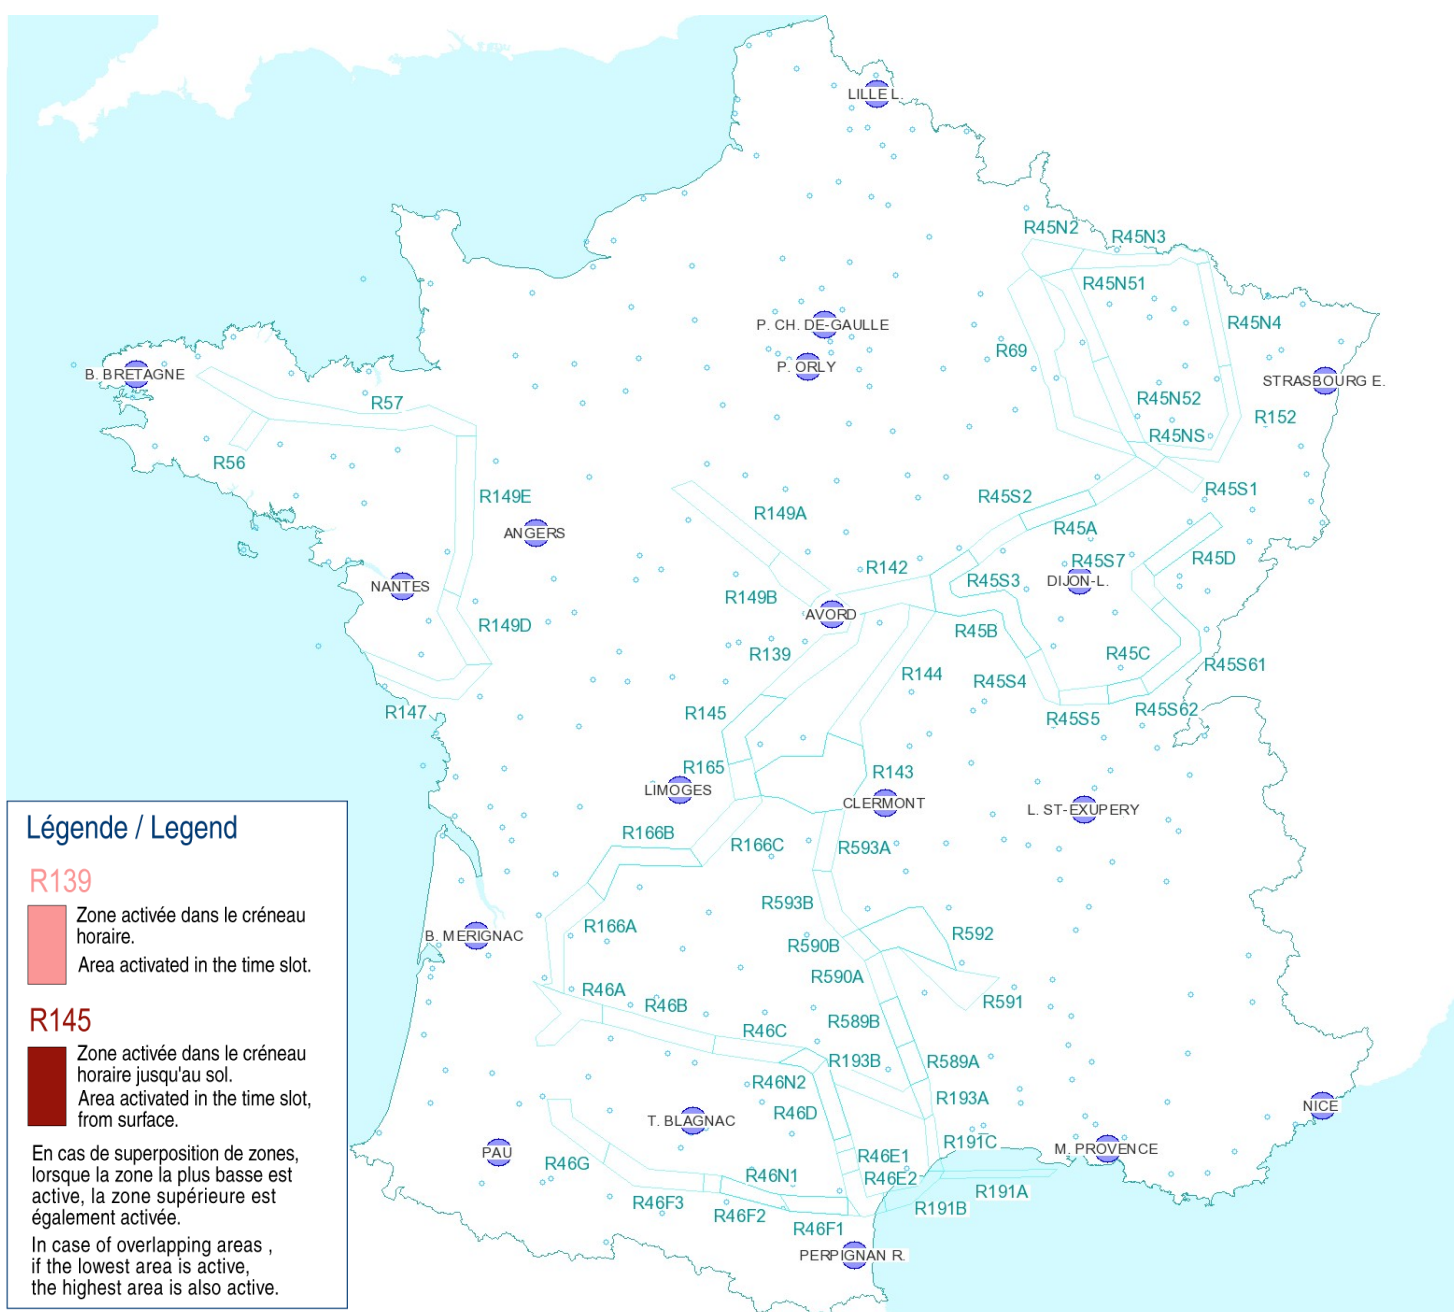 LILLE L.
R45N2
R45N3
R45N51
P. CH. DE-GAULLE
R45N4
R69
P. ORLY
B. BRETAGNE
STRASBOURG E.
R57
R45N52
R152
R45NS
R56
R45S1
R149E
R45S2
R149A
R45A
ANGERS
R45S7
R45D
R142
R45S3
DIJON-L.
NANTES
R149B
AVORD
R149D
R45B
R139
R45C
R45S61
R144
R45S4
R147
R145
R45S5
R45S62
R165
R143
LIMOGES
CLERMONT
L. ST-EXUPERY
R166B
R166C
R593A
R593B
R166A
B. MERIGNAC
R590B
R592
R590A
R46A
R46B
R591
R589B
R46C
R193B
R589A
R46N2
R193A
R46D
NICE
T. BLAGNAC
R191C
M. PROVENCE
PAU
R46G
R46E1
R46N1
R46E2
R191A
R46F3
R46F2
R191B
R46F1
PERPIGNAN R.
Légende / Legend
R139
Zone activée dans le créneau
horaire.
Area activated in the time slot.
R145
Zone activée dans le créneau
horaire jusqu'au sol.
Area activated in the time slot,
from surface.
En cas de superposition de zones,
lorsque la zone la plus basse est
active, la zone supérieure est
également activée.
In case of overlapping areas ,
if the lowest area is active,
the highest area is also active.